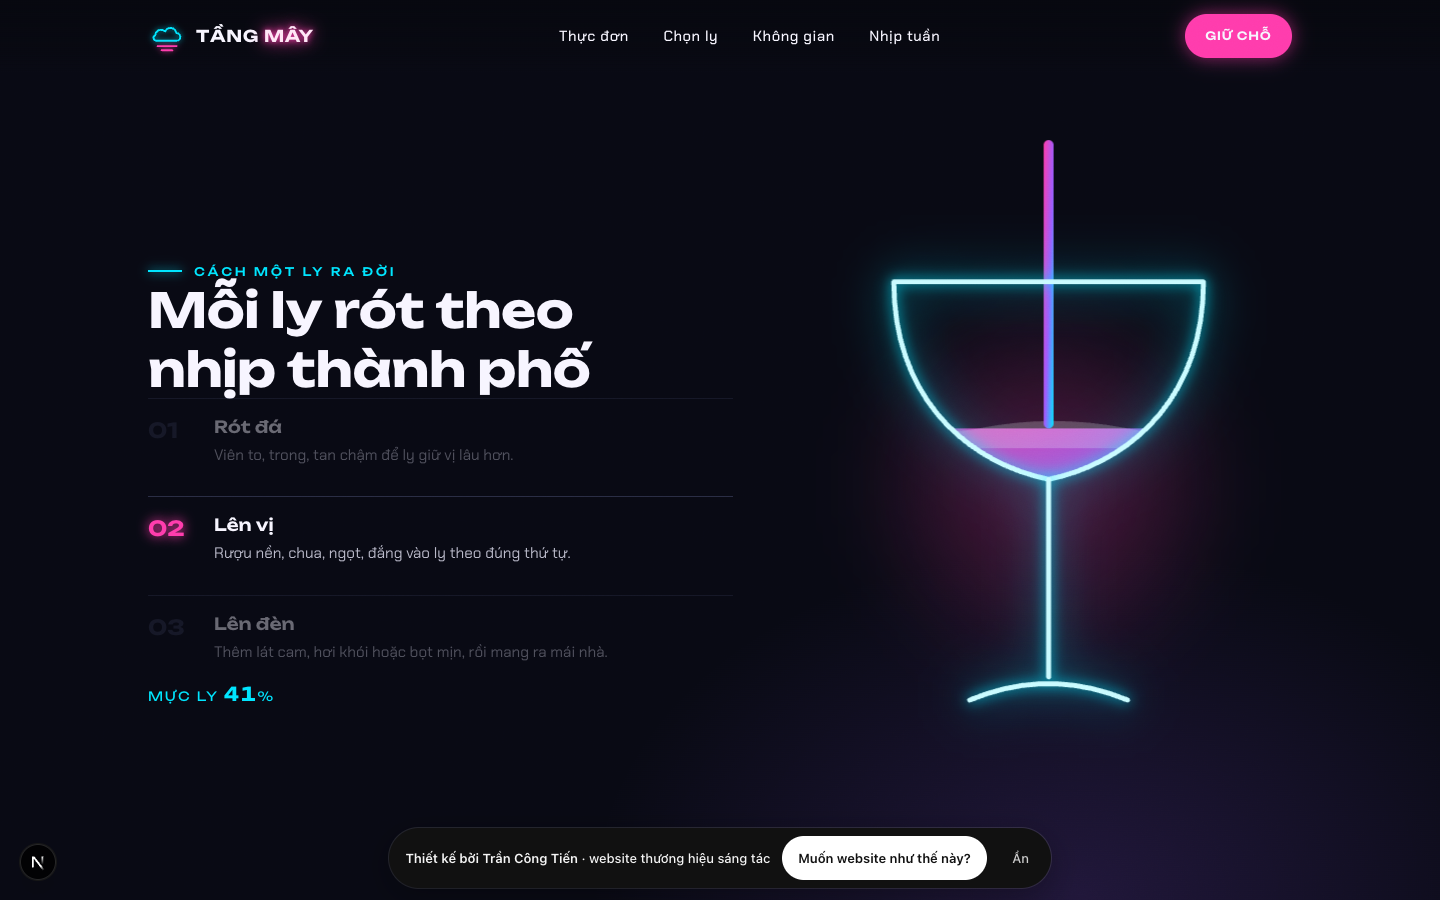 TẦNG MÂY
Thực đơn
Chọn ly
Không gian
Nhịp tuần
GIỮ CHỖ
CÁCH MỘT LY RA ĐỜI
Mỗi ly rót theo
nhịp thành phố
01
Rót đá
Viên to, trong, tan chậm để ly giữ vị lâu hơn.
02
Lên vị
Rượu nền, chua, ngọt, đắng vào ly theo đúng thứ tự.
03
Lên đèn
Thêm lát cam, hơi khói hoặc bọt mịn, rồi mang ra mái nhà.
MỰC LY 41%
Thiết kế bởi Trần Công Tiến · website thương hiệu sáng tác
Muốn website như thế này?
Ẩn
N